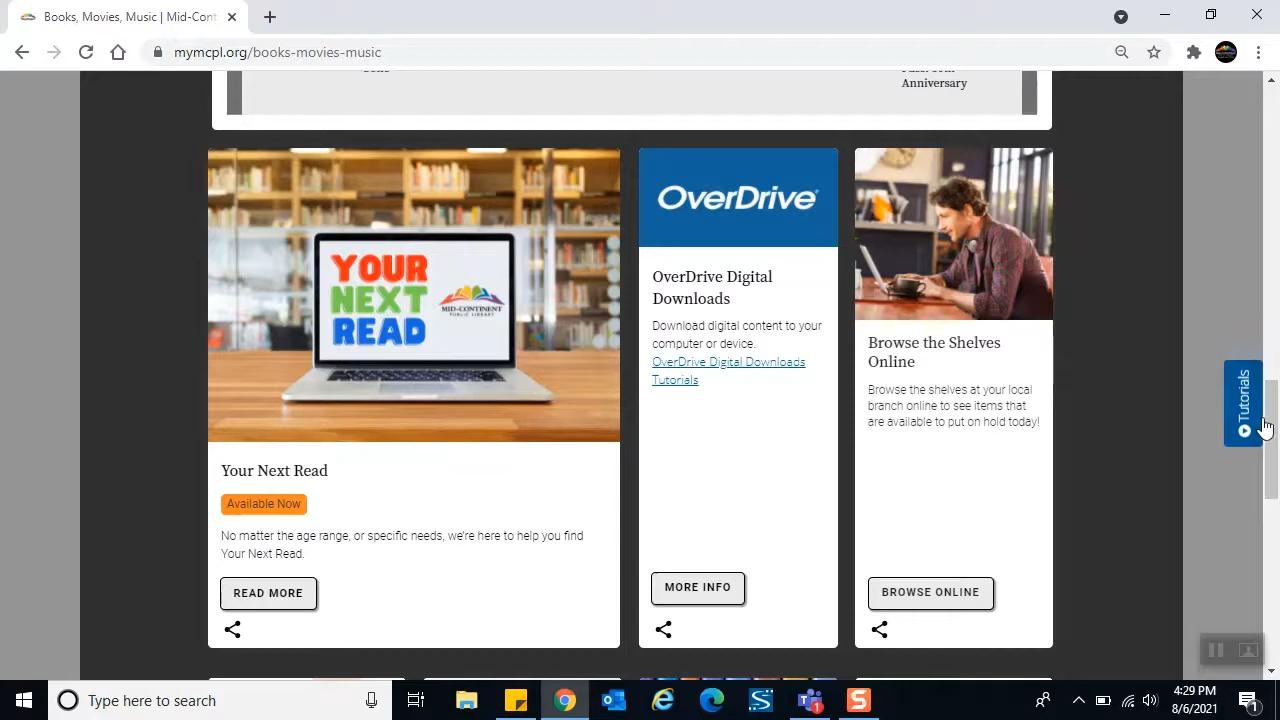 Books, Movies, Music | Mid-Cont
mymcpl.org/books-movies-music
Anniversary
YOUR
NEXT
READ
MID-CONTINENT
PUBLIC LIBRARY
Your Next Read
Available Now
No matter the age range, or specific needs, we're here to help you find
Your Next Read.
READ MORE
OverDrive
OverDrive Digital
Downloads
Download digital content to your
computer or device.
OverDrive Digital Downloads
Tutorials
MORE INFO
Browse the Shelves
Online
Browse the shelves at your local
branch online to see items that
are available to put on hold today!
BROWSE ONLINE
Tutorials
Type here to search
1
4:29 PM
8/6/2021
1